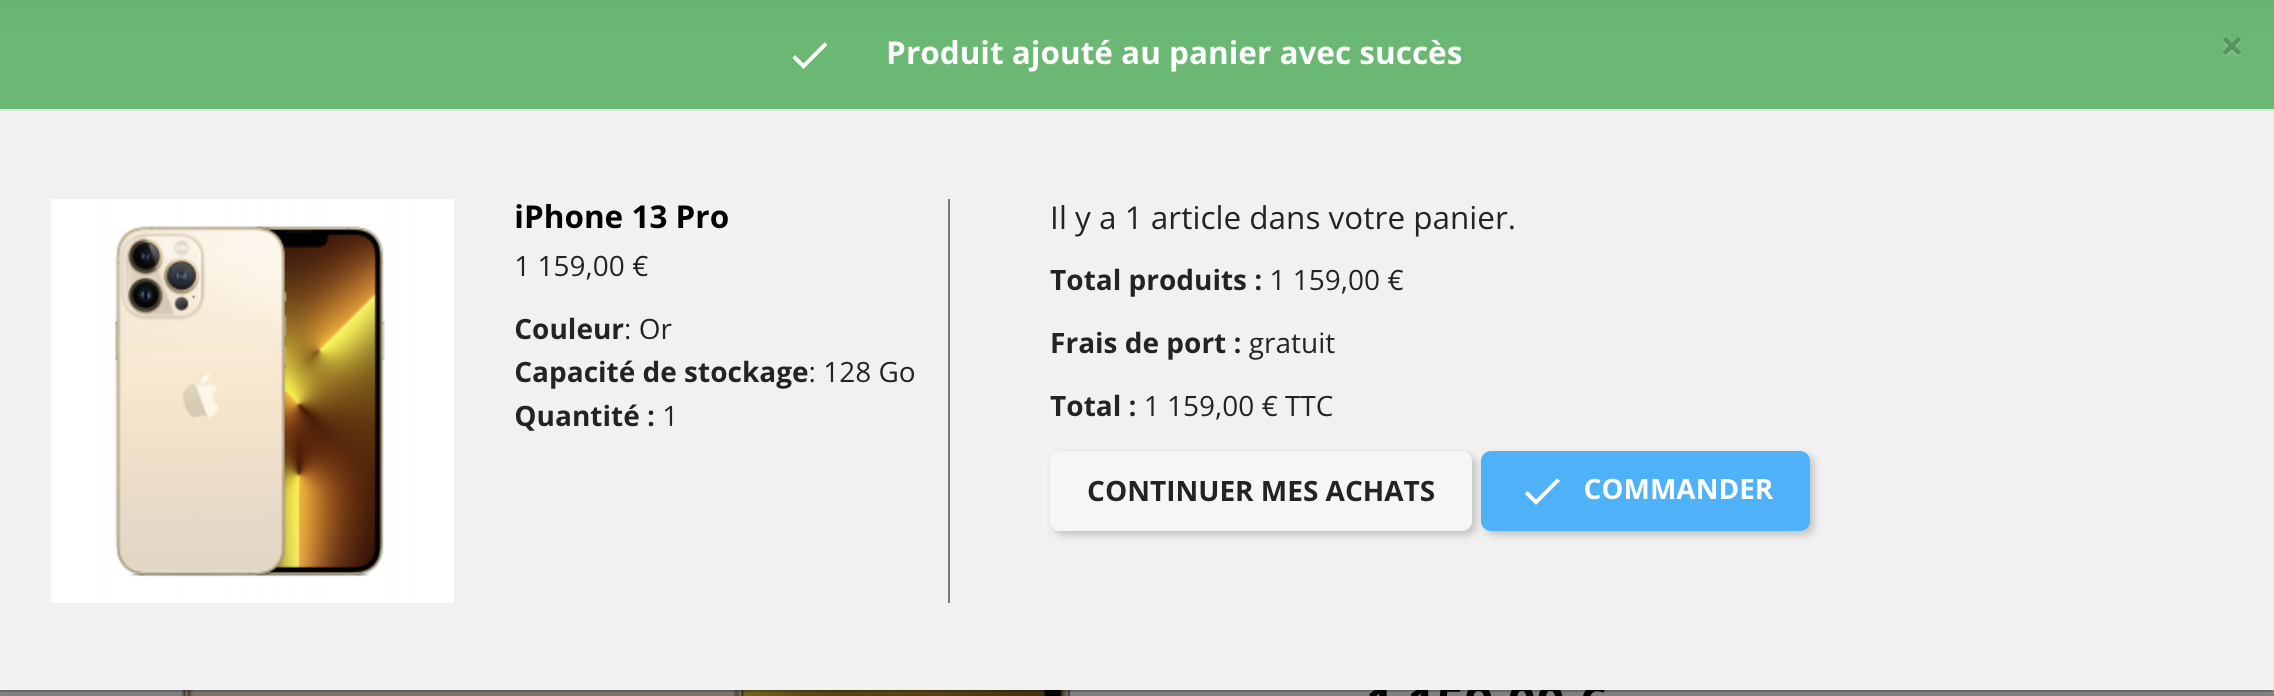 Produit ajouté au panier avec succès
×
iPhone 13 Pro
1 159,00 €
Couleur: Or
Capacité de stockage: 128 Go
Quantité : 1
Il y a 1 article dans votre panier.
Total produits : 1 159,00 €
Frais de port : gratuit
Total : 1 159,00 € TTC
CONTINUER MES ACHATS
COMMANDER